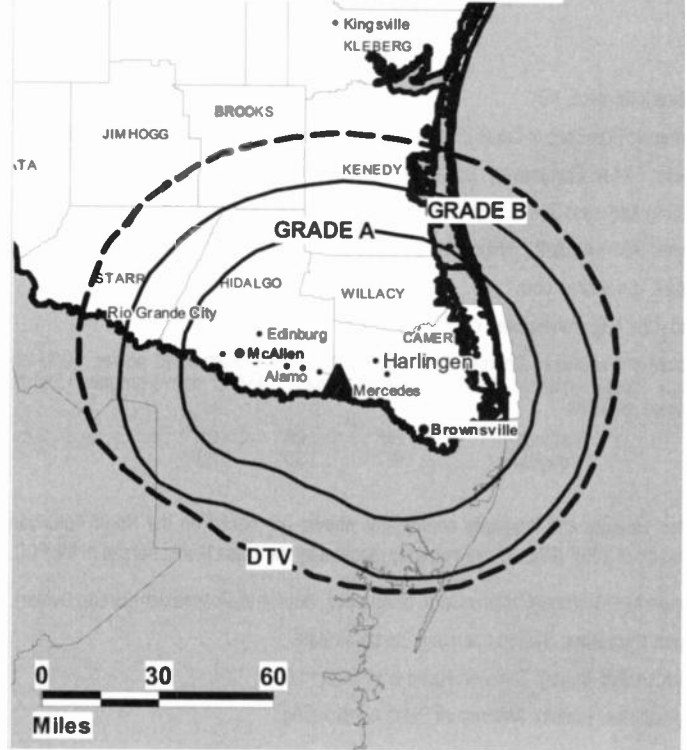 Kingsville
KLEBERG
BROOKS
JIM HOGG
KENEDY
GRADE B
GRADE A
STARR
HIDALGO
WILLACY
Rio Grande City
Edinburg
CAMER
McAllen
Harlingen
Alamo
Mercedes
Brownsville
DTV
0 30 60
Miles